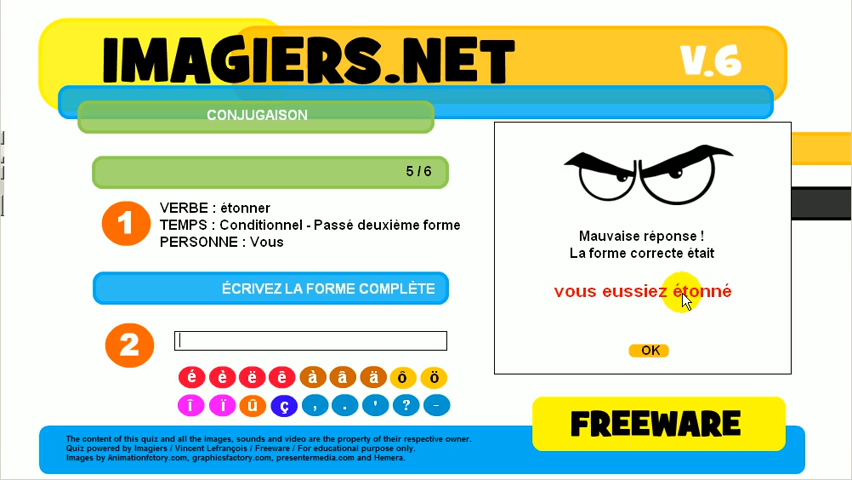 IMAGIERS.NET
V.6
CONJUGAISON
5 / 6
1
VERBE : étonner
TEMPS : Conditionnel - Passé deuxième forme
PERSONNE : Vous
Mauvaise réponse !
La forme correcte était
vous eussiez étonné
OK
ÉCRIVEZ LA FORME COMPLÈTE
2
é è ë ê à â ä ô ö
î ï û ç , . ' ? -
FREEWARE
The content of this quiz and all the images, sounds and video are the property of their respective owner.
Quiz powered by Imagiers / Vincent Lefrançois / Freeware / For educational purpose only.
Images by Animationfctory.com, graphicsfactory.com, presentermedia.com and Hemera.